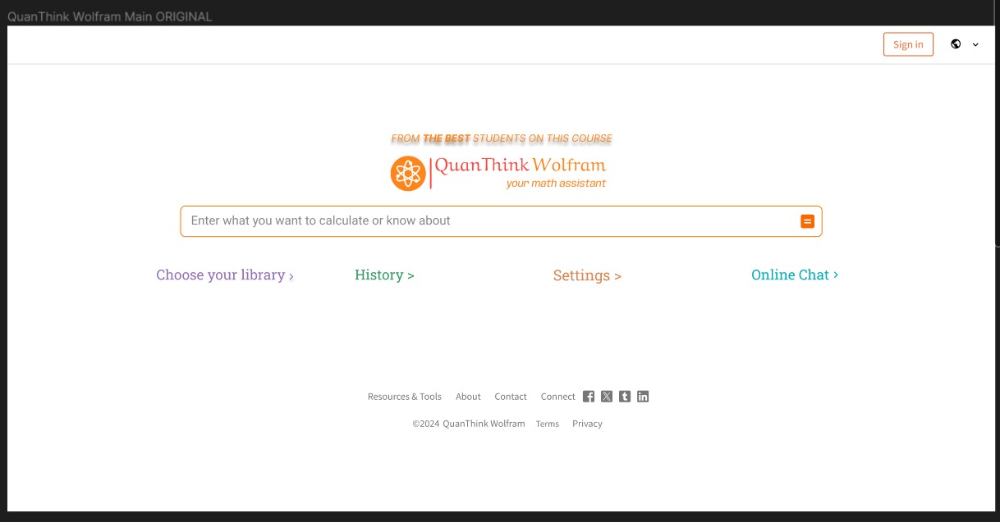 QuanThink Wolfram Main ORIGINAL
Sign in
FROM THE BEST STUDENTS ON THIS COURSE
QuanThink Wolfram
your math assistant
Enter what you want to calculate or know about
=
Choose your library > History > Settings > Online Chat >
Resources & Tools About Contact Connect
©2024 QuanThink Wolfram Terms Privacy